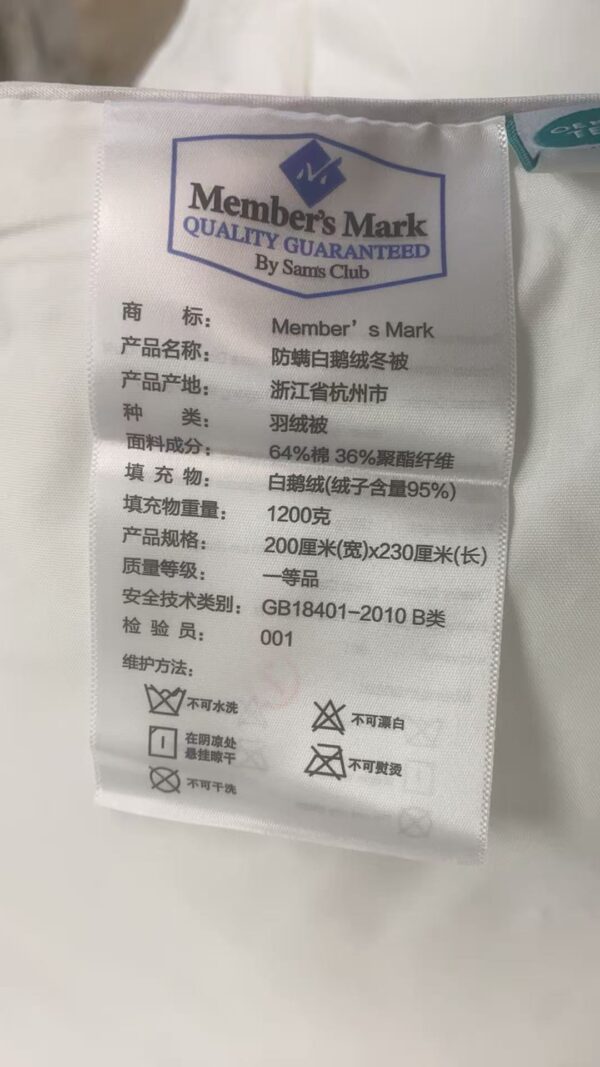 Member's Mark
QUALITY GUARANTEED
By Sam's Club
商 标： Member's Mark
产品名称： 防螨白鹅绒冬被
产品产地： 浙江省杭州市
种 类： 羽绒被
面料成分： 64%棉 36%聚酯纤维
填 充 物： 白鹅绒(绒子含量95%)
填充物重量： 1200克
产品规格： 200厘米(宽)x230厘米(长)
质量等级： 一等品
安全技术类别： GB18401-2010 B类
检 验 员： 001
维护方法：
不可水洗 不可漂白
在阴凉处
悬挂晾干
不可熨烫
不可干洗